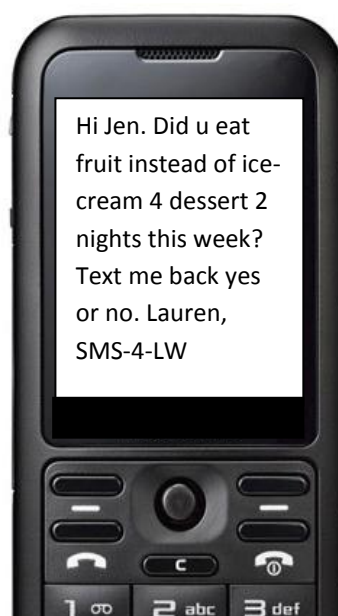 Hi Jen. Did u eat
fruit instead of ice-
cream 4 dessert 2
nights this week?
Text me back yes
or no. Lauren,
SMS-4-LW
C
1 2 abc 3 def